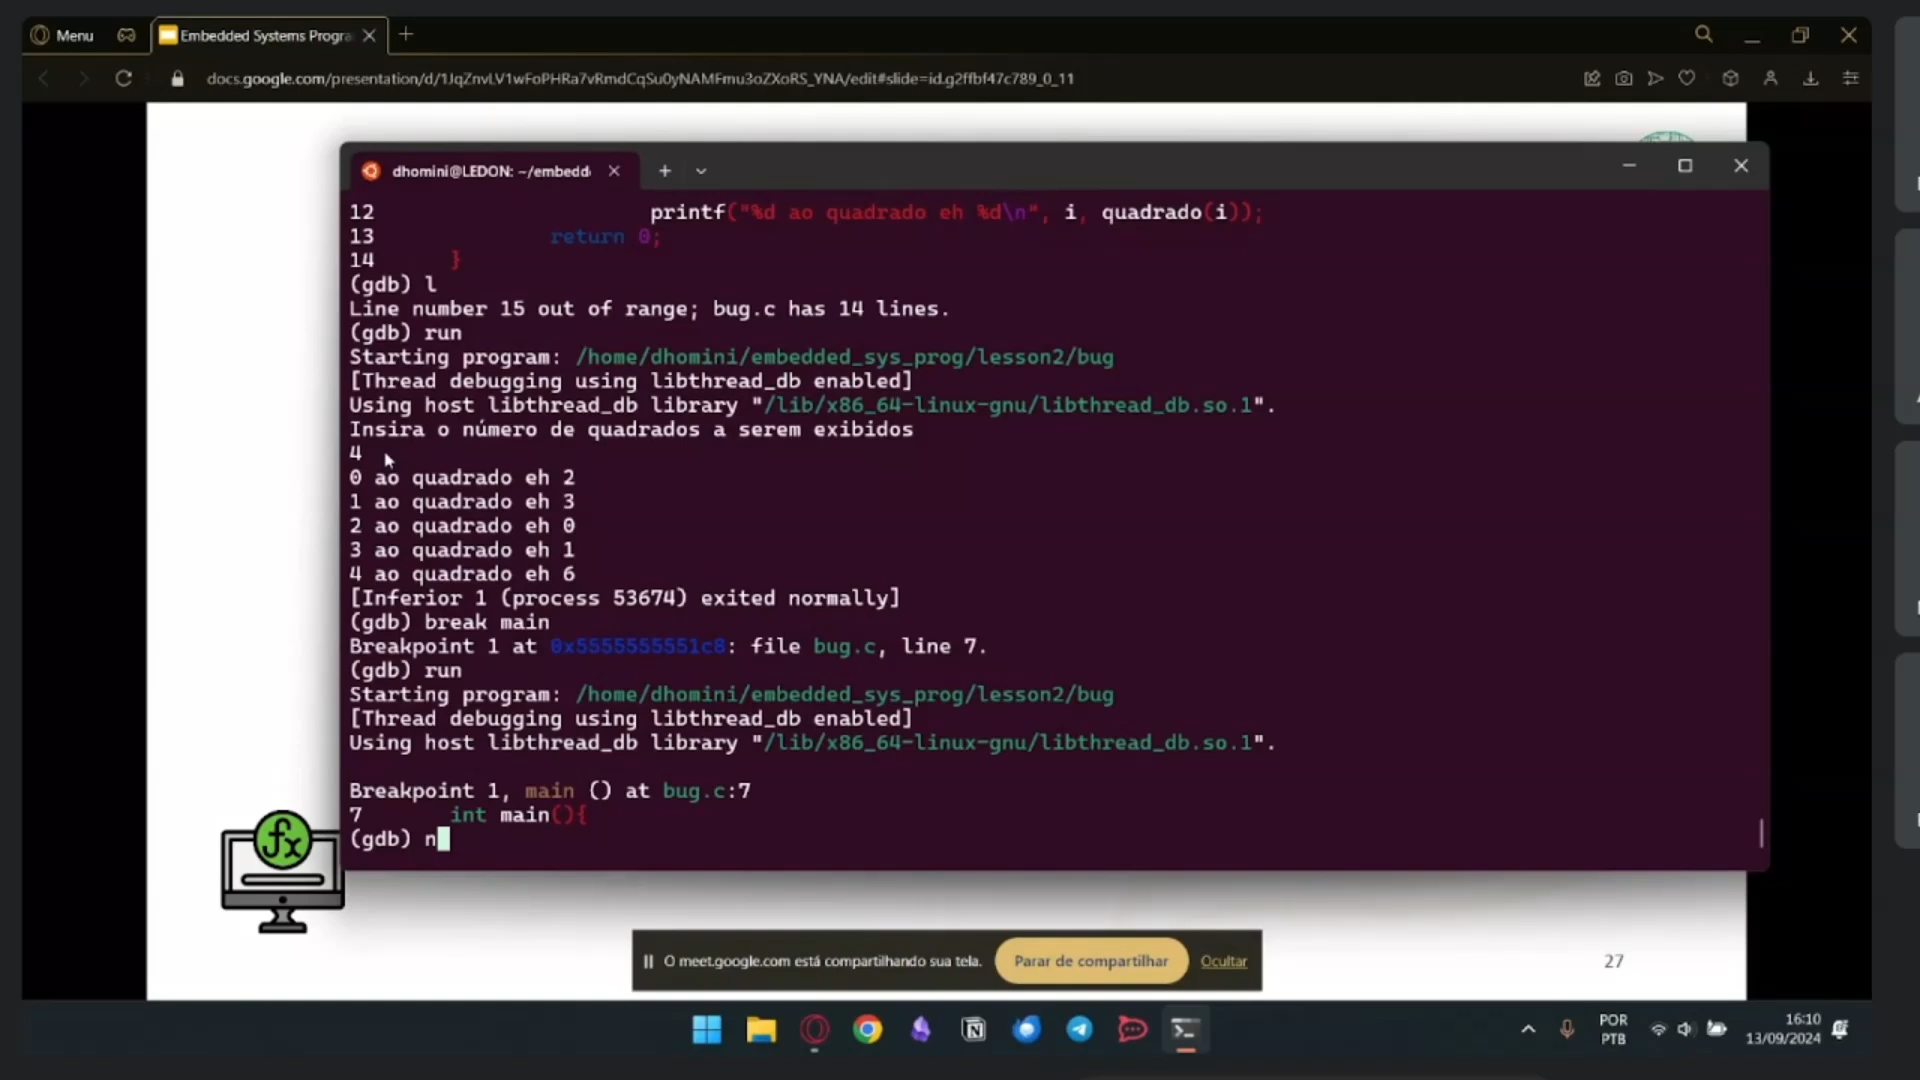 Menu
Embedded Systems Progra
docs.google.com/presentation/d/1JqZnvLV1wFoPHRa7vRmdCqSu0yNAMFmu3oZXoRS_YNA/edit#slide=id.g2ffbf47c789_0_11
dhomini@LEDON: ~/embedd
12 printf("%d ao quadrado eh %d\n", i, quadrado(i));
13 return 0;
14 }
(gdb) l
Line number 15 out of range; bug.c has 14 lines.
(gdb) run
Starting program: /home/dhomini/embedded_sys_prog/lesson2/bug
[Thread debugging using libthread_db enabled]
Using host libthread_db library "/lib/x86_64-linux-gnu/libthread_db.so.1".
Insira o número de quadrados a serem exibidos
4
0 ao quadrado eh 2
1 ao quadrado eh 3
2 ao quadrado eh 0
3 ao quadrado eh 1
4 ao quadrado eh 6
[Inferior 1 (process 53674) exited normally]
(gdb) break main
Breakpoint 1 at 0x5555555551c8: file bug.c, line 7.
(gdb) run
Starting program: /home/dhomini/embedded_sys_prog/lesson2/bug
[Thread debugging using libthread_db enabled]
Using host libthread_db library "/lib/x86_64-linux-gnu/libthread_db.so.1".
Breakpoint 1, main () at bug.c:7
7 int main(){
(gdb) n
fx
O meet.google.com está compartilhando sua tela. Parar de compartilhar Ocultar
27
POR
PTB
16:10
13/09/2024